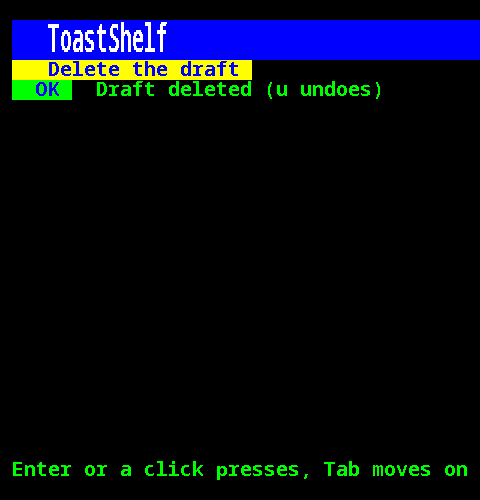 ToastShelf
Delete the draft
OK Draft deleted (u undoes)
Enter or a click presses, Tab moves on